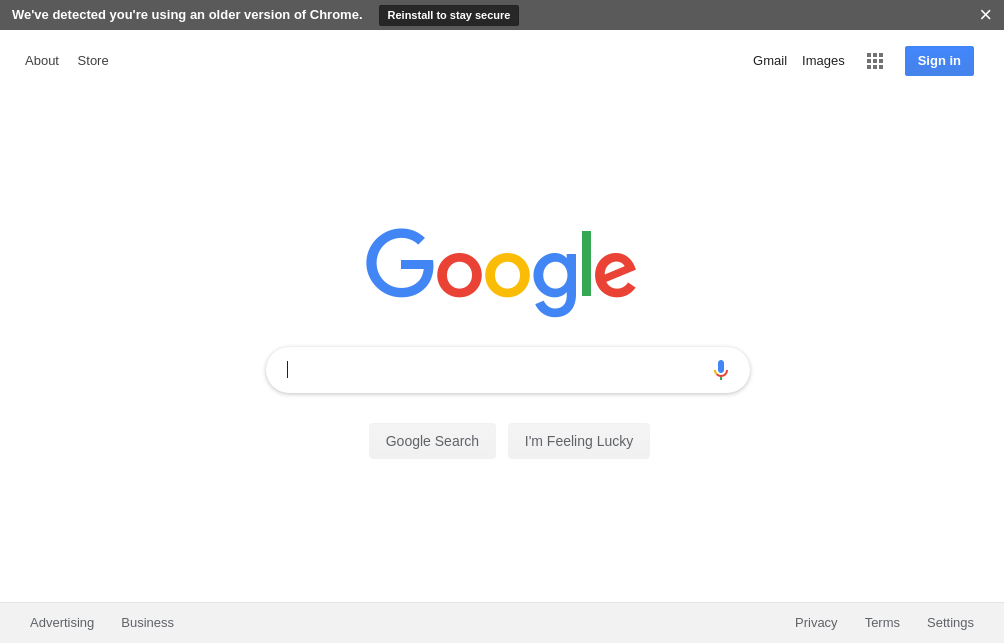 We've detected you're using an older version of Chrome. Reinstall to stay secure
About Store Gmail Images Sign in
Google
Google Search I'm Feeling Lucky
Advertising Business Privacy Terms Settings